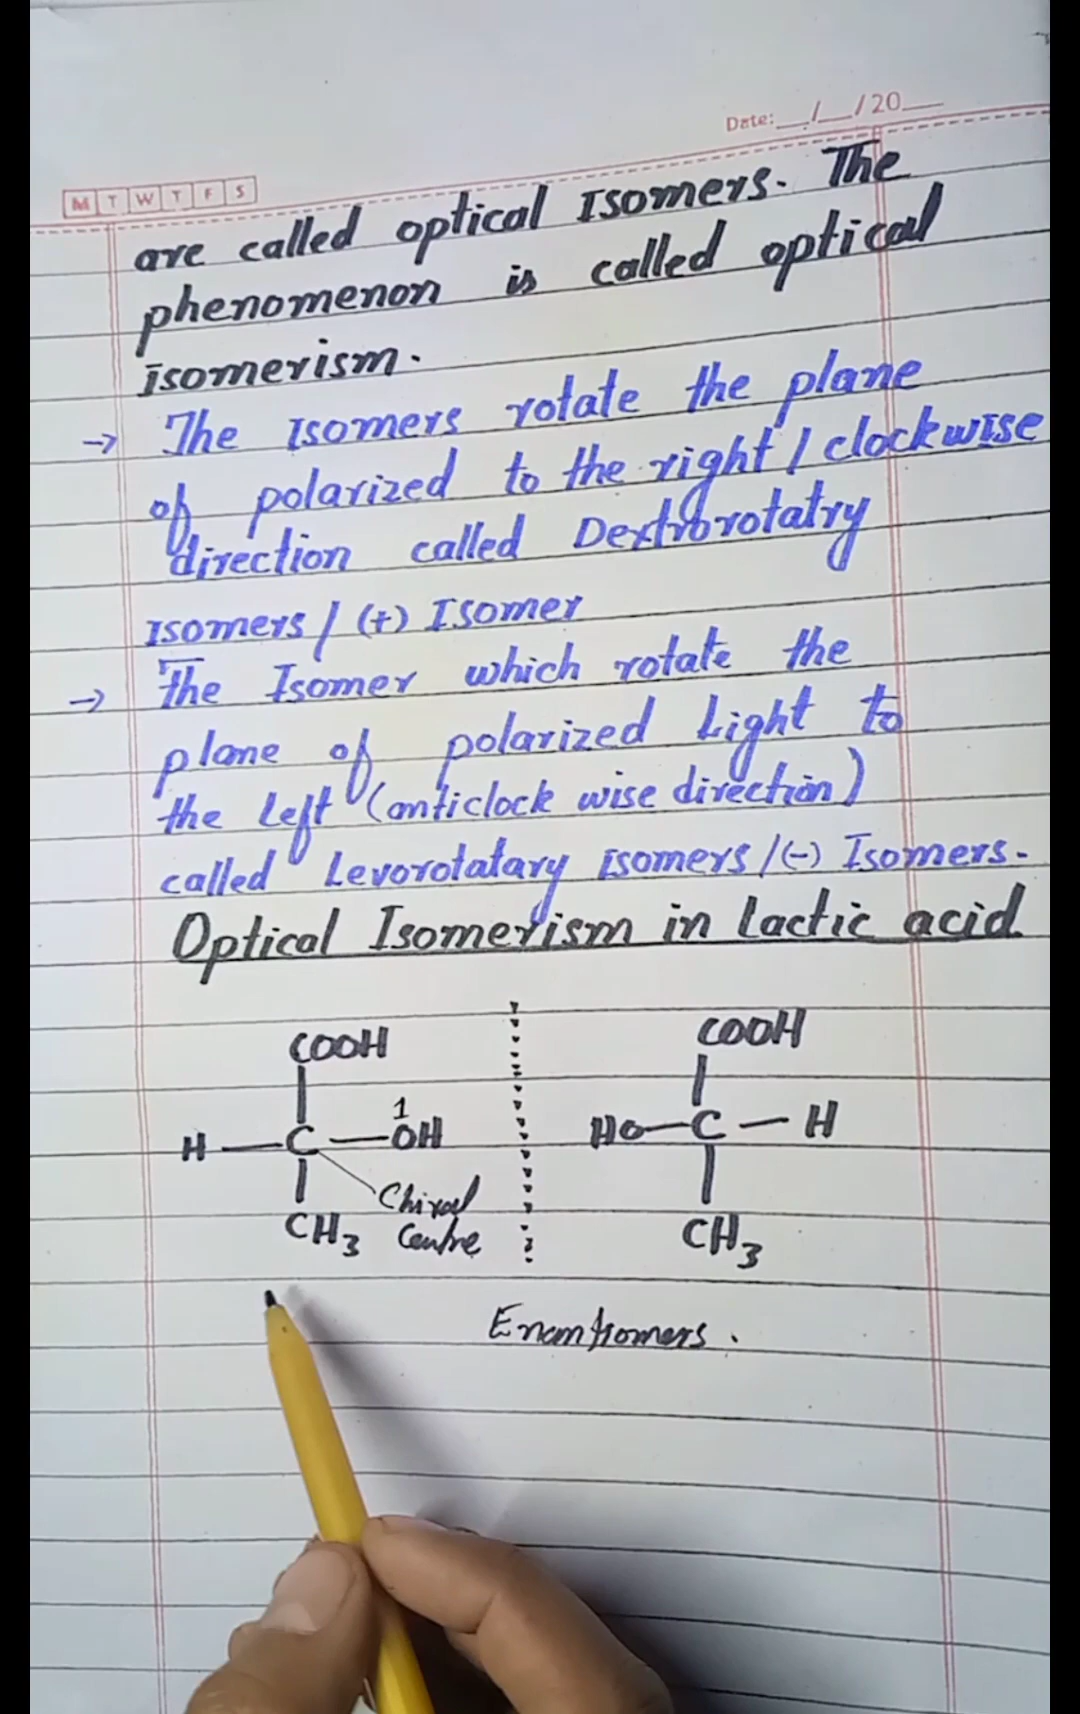 Date: __/__/20__
M T W T F S
are called optical Isomers. The
phenomenon is called optical
isomerism.
→ The Isomers rotate the plane
of polarized to the right / clockwise
direction called Dextrorotatry
Isomers / (+) Isomer
→ The Isomer which rotate the
plane of polarized Light to
the left (anticlock wise direction)
called Levorotatary isomers /(-) Isomers.
Optical Isomerism in lactic acid.
COOH COOH
1
H — C — OH HO — C — H
Chiral
CH3 Centre CH3
Enantiomers.